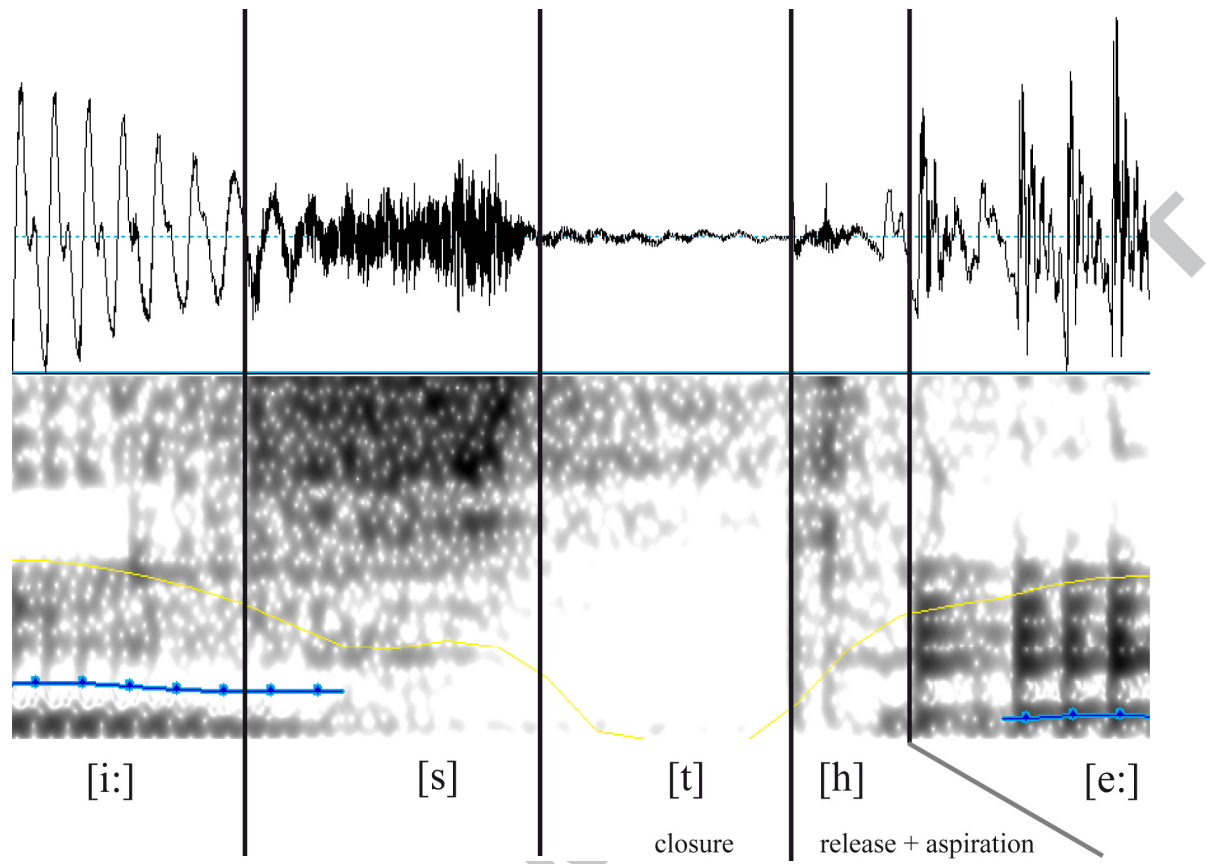 [i:] [s] [t] [h] [e:]
closure release + aspiration